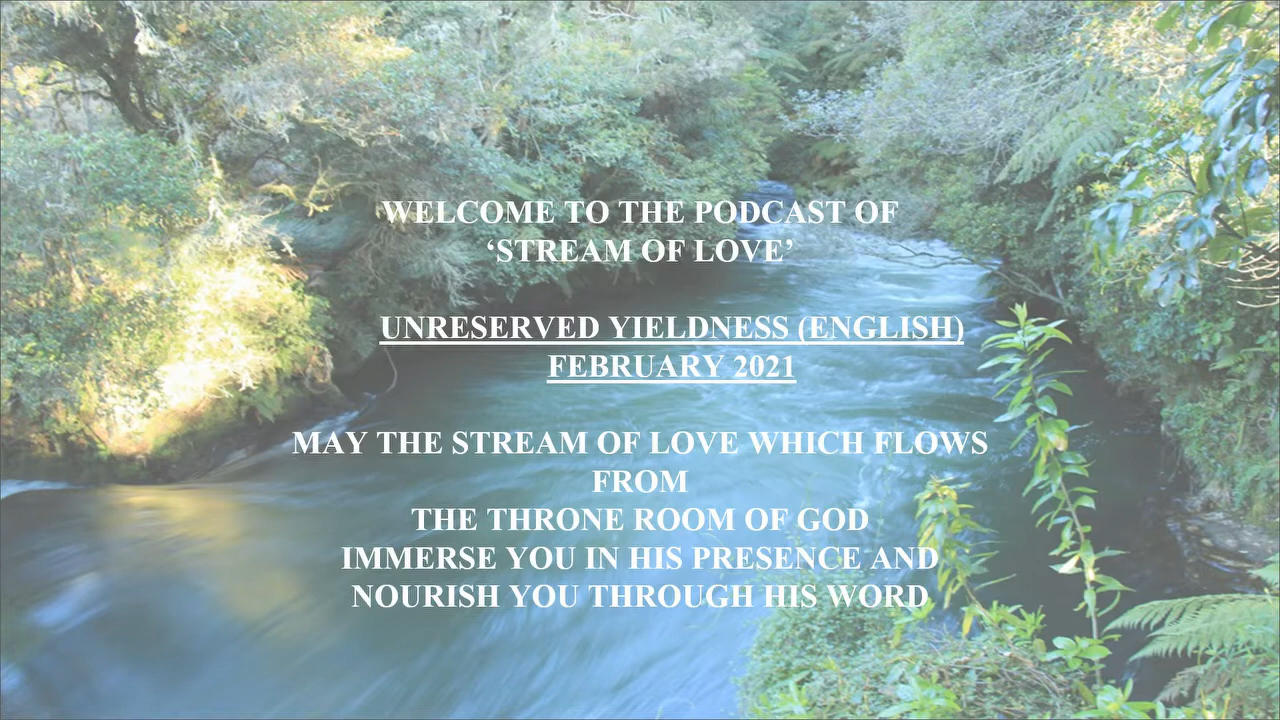 WELCOME TO THE PODCAST OF
‘STREAM OF LOVE’
UNRESERVED YIELDNESS (ENGLISH)
FEBRUARY 2021
MAY THE STREAM OF LOVE WHICH FLOWS
FROM
THE THRONE ROOM OF GOD
IMMERSE YOU IN HIS PRESENCE AND
NOURISH YOU THROUGH HIS WORD